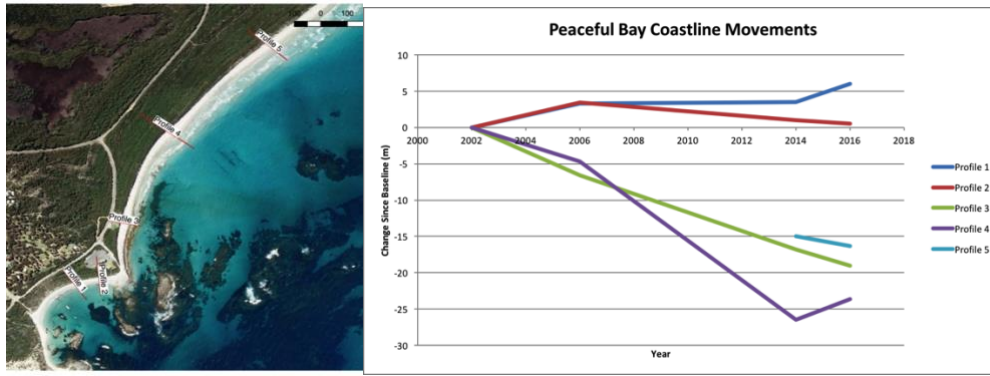 0 100
Profile 5
Profile 4
Profile 3
Profile 2
Profile 1
Peaceful Bay Coastline Movements
Change Since Baseline (m)
10
5
0
-5
-10
-15
-20
-25
-30
2000 2002 2004 2006 2008 2010 2012 2014 2016 2018
Year
Profile 1
Profile 2
Profile 3
Profile 4
Profile 5